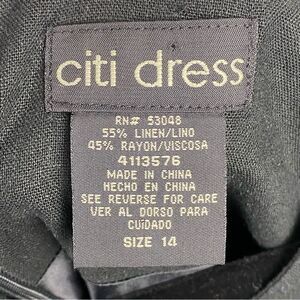 citi dress
RN# 53048
55% LINEN/LINO
45% RAYON/VISCOSA
4113576
MADE IN CHINA
HECHO EN CHINA
SEE REVERSE FOR CARE
VER AL DORSO PARA
CUIDADO
SIZE 14